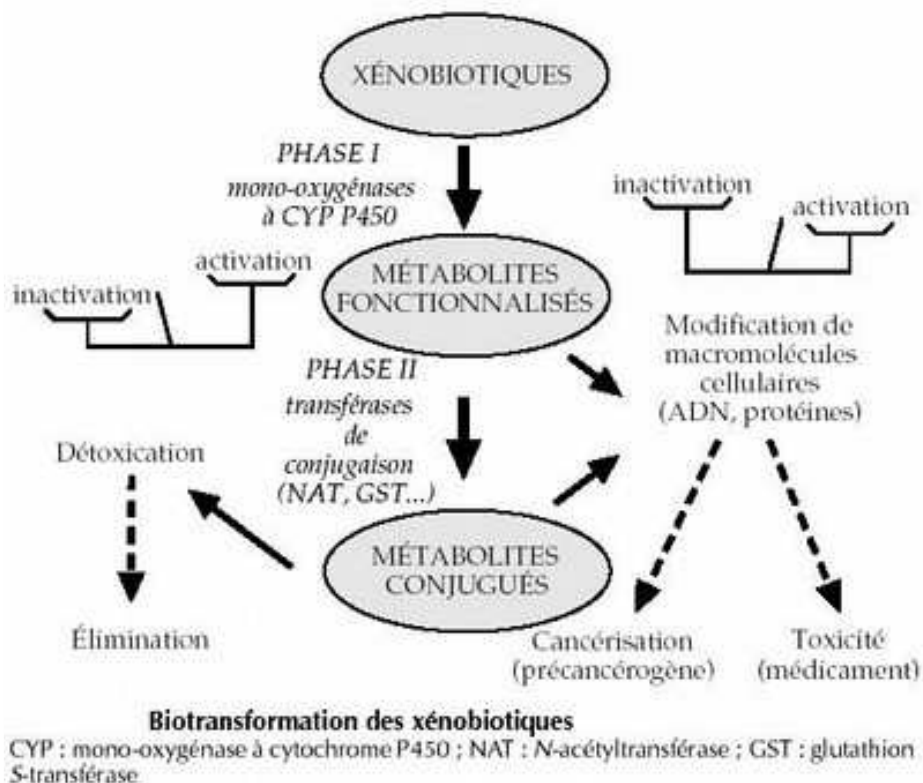 XÉNOBIOTIQUES
PHASE I
mono-oxygénases
à CYP P450
inactivation
activation
MÉTABOLITES
FONCTIONNALISÉS
activation
inactivation
Modification de
macromolécules
cellulaires
(ADN, protéines)
PHASE II
transférases
de
conjugaison
(NAT, GST...)
Détoxication
MÉTABOLITES
CONJUGUÉS
Élimination
Cancérisation
(précancérogène)
Toxicité
(médicament)
Biotransformation des xénobiotiques
CYP : mono-oxygénase à cytochrome P450 ; NAT : N-acétyltransférase ; GST : glutathion
S-transférase